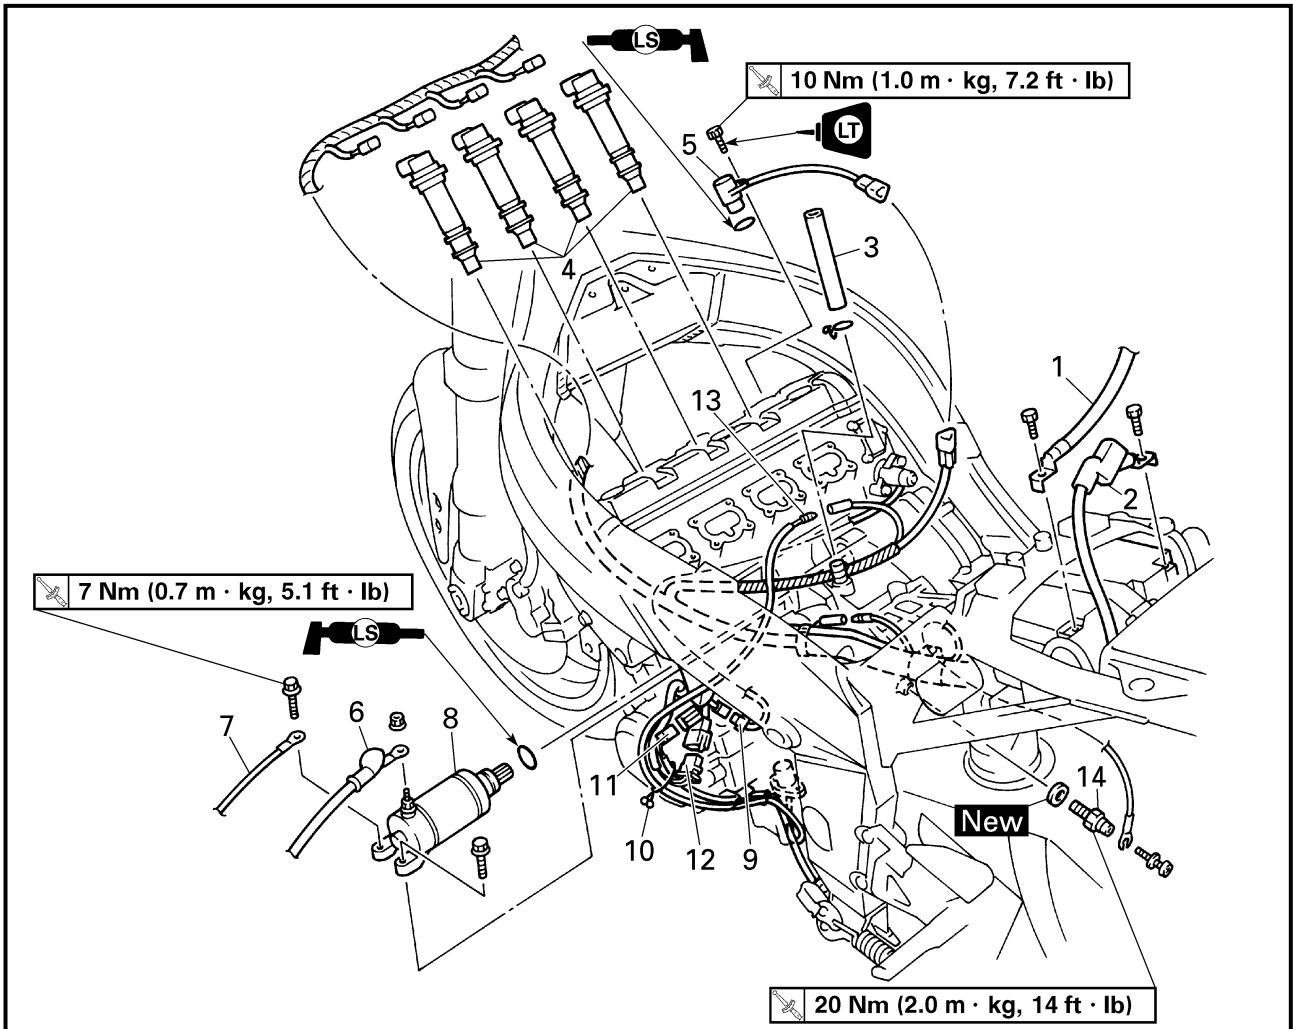 LS
10 Nm (1.0 m · kg, 7.2 ft · lb)
LT
5
3
4
1
13
2
7 Nm (0.7 m · kg, 5.1 ft · lb)
LS
7
6
8
11
14
New
10
12
9
20 Nm (2.0 m · kg, 14 ft · lb)